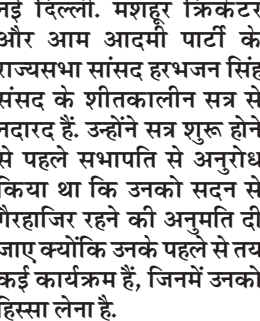 नई दिल्ली. मशहूर क्रिकेटर
और आम आदमी पार्टी के
राज्यसभा सांसद हरभजन सिंह
संसद के शीतकालीन सत्र से
नदारद हैं. उन्होंने सत्र शुरू होने
से पहले सभापति से अनुरोध
किया था कि उनको सदन से
गैरहाजिर रहने की अनुमति दी
जाए क्योंकि उनके पहले से तय
कई कार्यक्रम हैं, जिनमें उनको
हिस्सा लेना है.